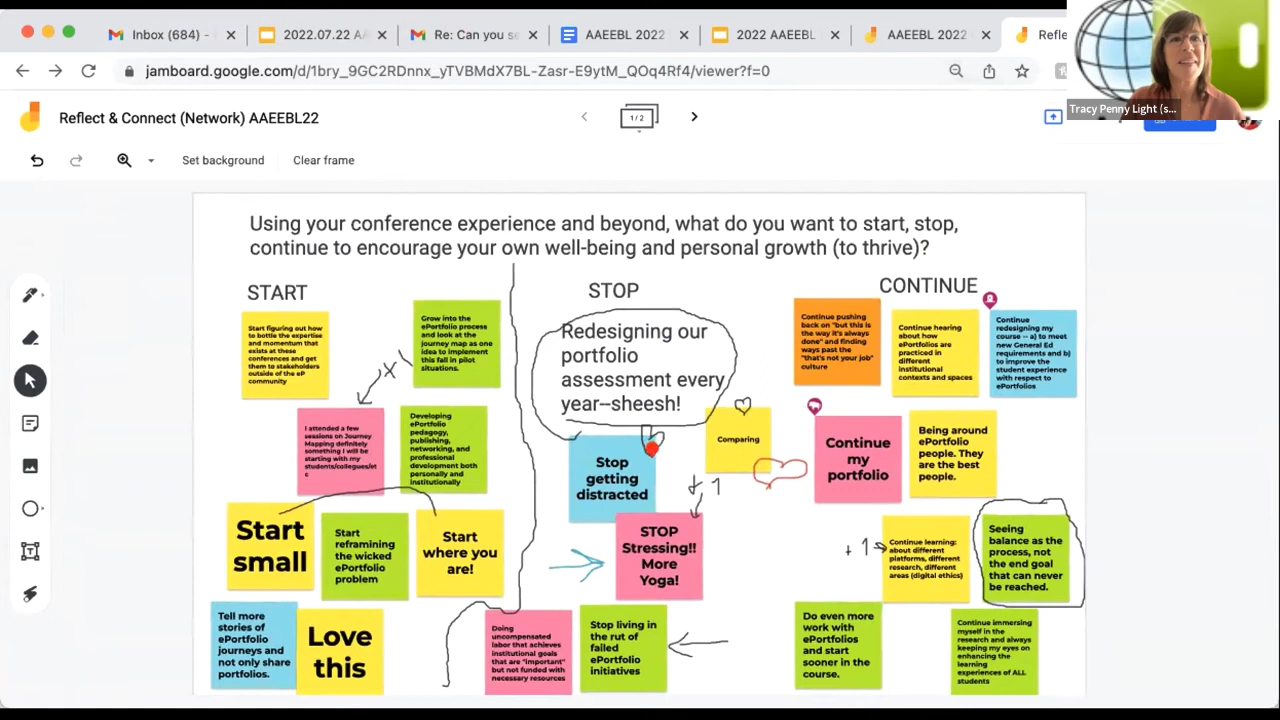 Inbox (684) -
2022.07.22 AA
Re: Can you se
AAEEBL 2022
2022 AAEEBL
AAEEBL 2022
Refle
jamboard.google.com/d/1bry_9GC2RDnnx_yTVBMdX7BL-Zasr-E9ytM_QOq4Rf4/viewer?f=0
Tracy Penny Light (s...
Reflect & Connect (Network) AAEEBL22
1/2
Set background
Clear frame
Using your conference experience and beyond, what do you want to start, stop,
continue to encourage your own well-being and personal growth (to thrive)?
START
Start figuring out how
to bottle the expertise
and momentum that
exists at these
conferences and get
them to stakeholders
outside of the eP
community
Grow into the
ePortfolio process
and look at the
journey map as one
idea to implement
this fall in pilot
situations.
+1
I attended a few
sessions on Journey
Mapping definitely
something I will be
starting with my
students/collegues/et
c
Developing
ePortfolio
pedagogy,
publishing,
networking, and
professional
development both
personally and
institutionally
Start
small
Start
reframining
the wicked
ePortfolio
problem
Start
where you
are!
Tell more
stories of
ePortfolio
journeys and
not only share
portfolios.
Love
this
STOP
Redesigning our
portfolio
assessment every
year--sheesh!
Comparing
Stop
getting
distracted
+1
STOP
Stressing!!
More
Yoga!
Doing
uncompensated
labor that achieves
institutional goals
that are "important"
but not funded with
necessary resources
Stop living in
the rut of
failed
ePortfolio
initiatives
CONTINUE
Continue pushing
back on "but this is
the way it's always
done" and finding
ways past the
"that's not your job"
culture
Continue hearing
about how
ePortfolios are
practiced in
different
institutional
contexts and spaces
Continue
redesigning my
course -- a) to meet
new General Ed
requirements and b)
to improve the
student experience
with respect to
ePortfolios
Continue
my
portfolio
Being around
ePortfolio
people. They
are the best
people.
+1
Continue learning:
about different
platforms, different
research, different
areas (digital ethics)
Seeing
balance as the
process, not
the end goal
that can never
be reached.
Do even more
work with
ePortfolios
and start
sooner in the
course.
Continue immersing
myself in the
research and always
keeping my eyes on
enhancing the
learning
experiences of ALL
students